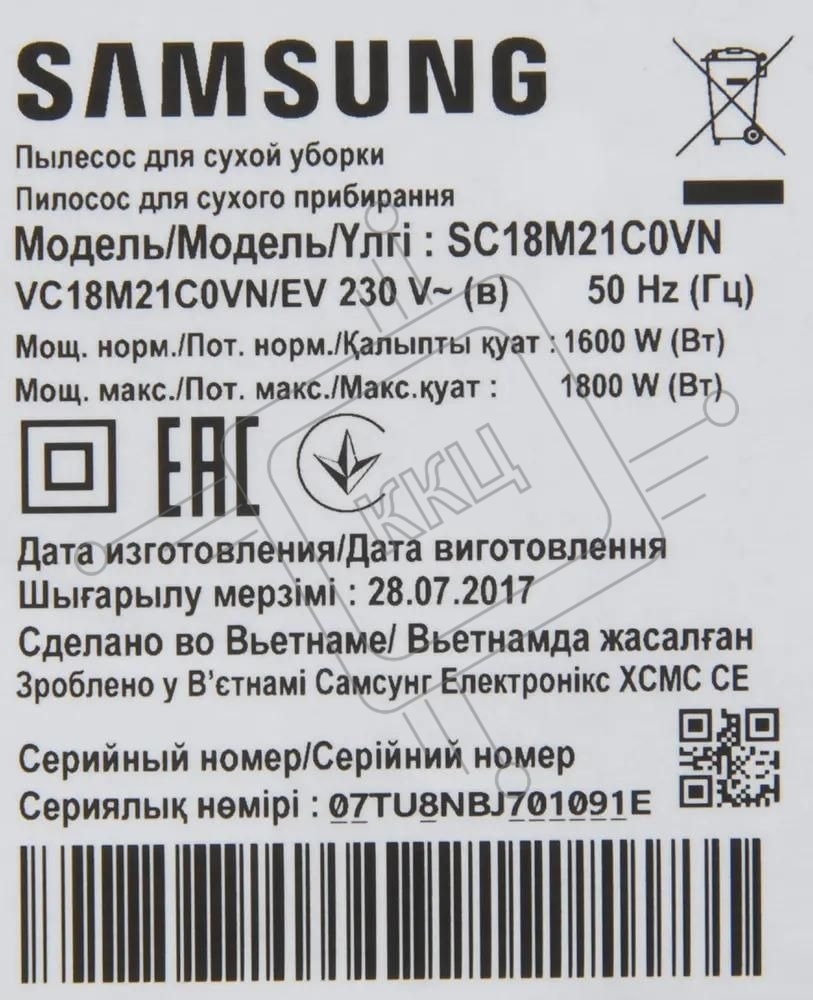 SAMSUNG
Пылесос для сухой уборки
Пилосос для сухого прибирання
Модель/Модель/Үлгі : SC18M21C0VN
VC18M21C0VN/EV 230 V~ (в) 50 Hz (Гц)
Мощ. норм./Пот. норм./Қалыпты қуат : 1600 W (Вт)
Мощ. макс./Пот. макс./Макс.қуат : 1800 W (Вт)
EAC
ККЦ
Дата изготовления/Дата виготовлення
Шығарылу мерзімі : 28.07.2017
Сделано во Вьетнаме/ Вьетнамда жасалған
Зроблено у В'єтнамі Самсунг Електронікс ХСМС СЕ
Серийный номер/Серійний номер
Сериялық нөмірі : 07TU8NBJ701091E